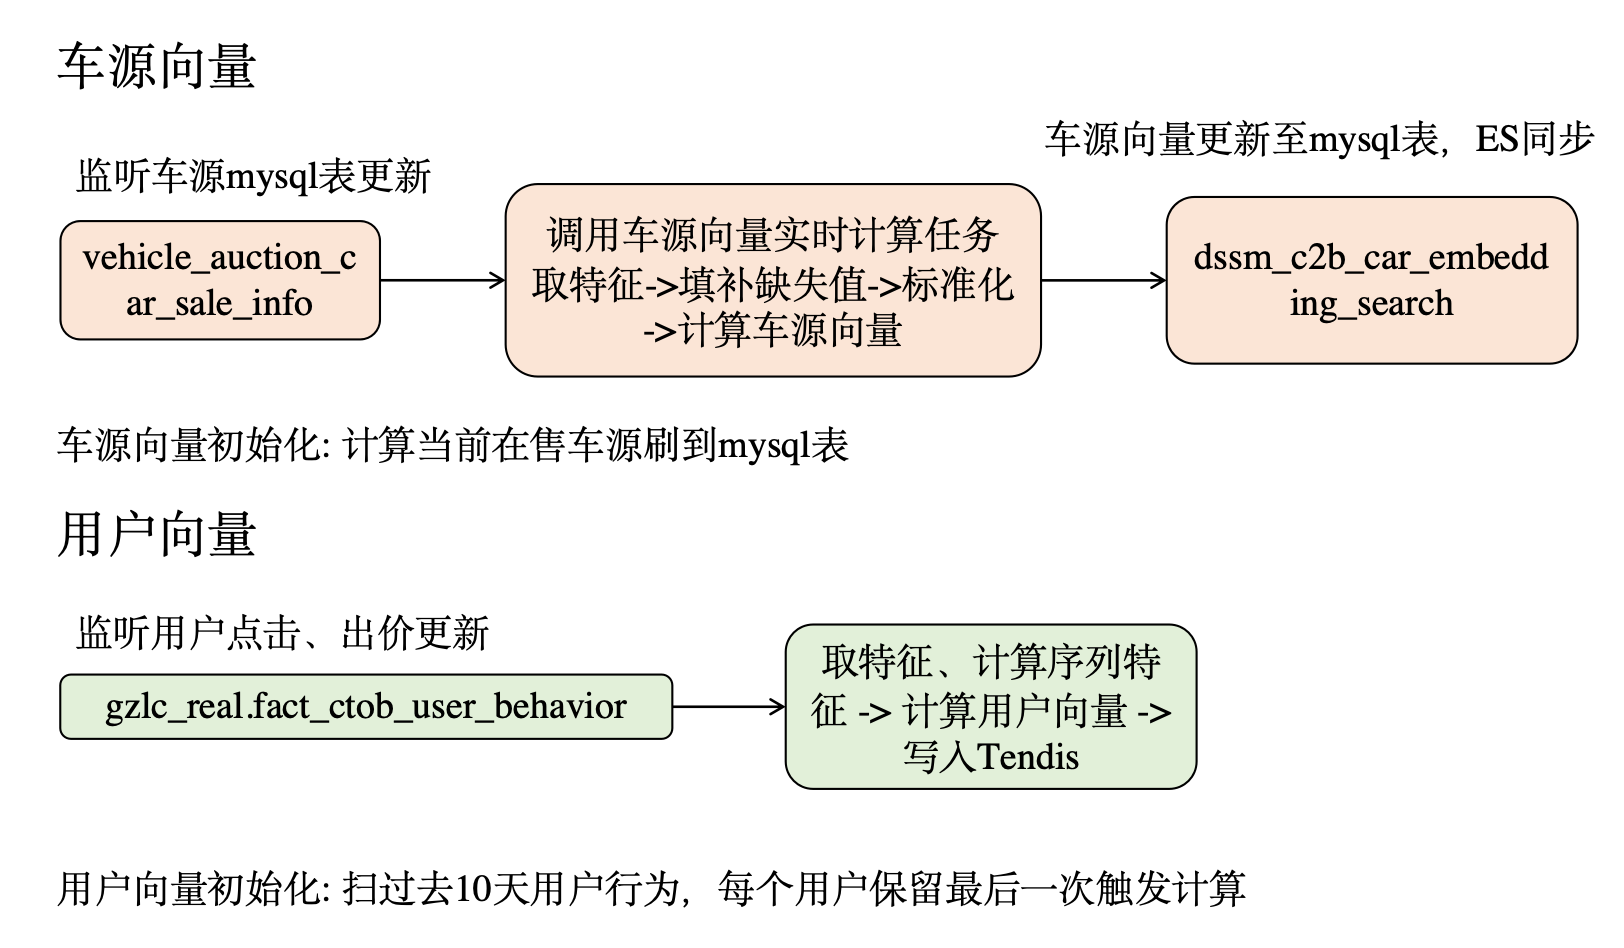 车源向量
监听车源mysql表更新
vehicle_auction_c
ar_sale_info
调用车源向量实时计算任务
取特征->填补缺失值->标准化
->计算车源向量
车源向量更新至mysql表，ES同步
dssm_c2b_car_embedd
ing_search
车源向量初始化: 计算当前在售车源刷到mysql表
用户向量
监听用户点击、出价更新
gzlc_real.fact_ctob_user_behavior
取特征、计算序列特
征 -> 计算用户向量 ->
写入Tendis
用户向量初始化: 扫过去10天用户行为，每个用户保留最后一次触发计算